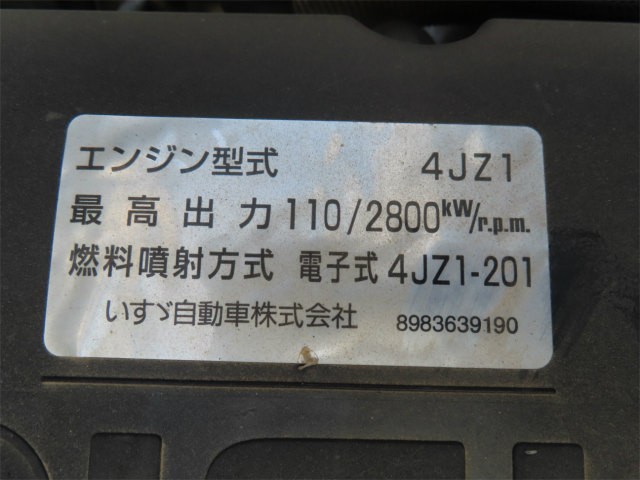 エンジン型式 4JZ1
最高出力 110/2800kW/r.p.m.
燃料噴射方式 電子式 4JZ1-201
いすゞ自動車株式会社 8983639190